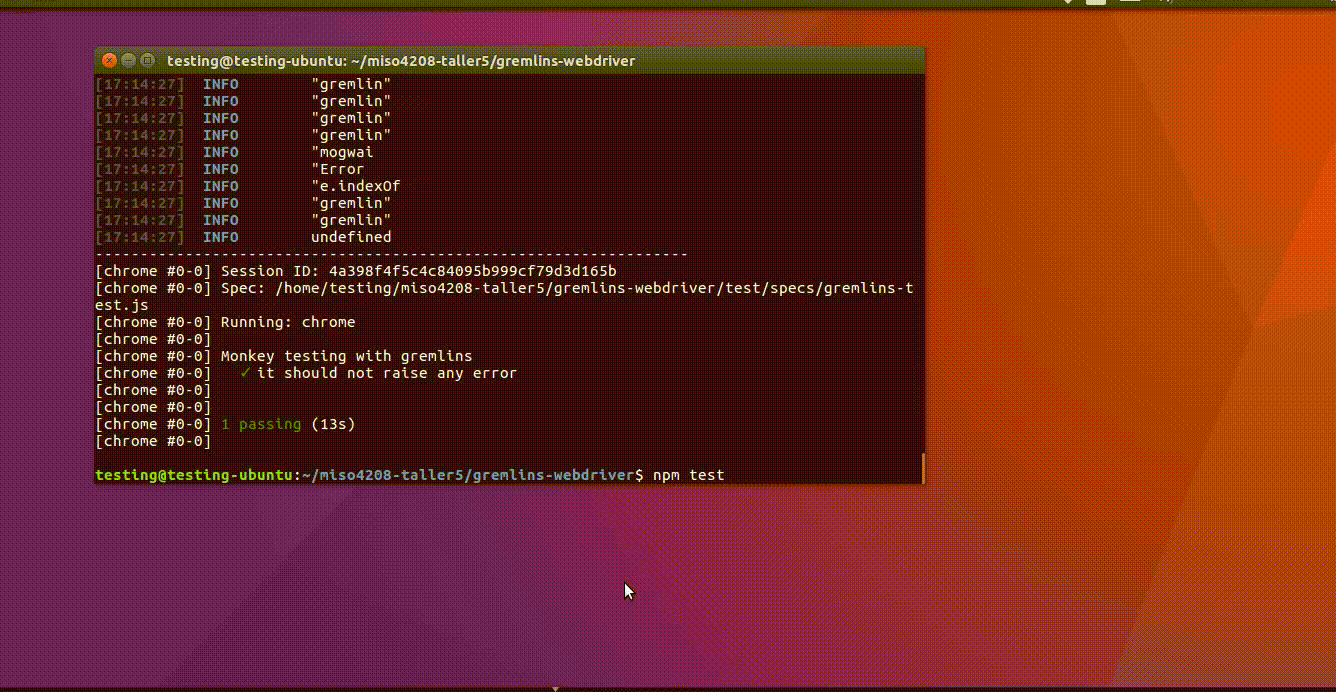 testing@testing-ubuntu: ~/miso4208-taller5/gremlins-webdriver
[17:14:27]  INFO        "gremlin"
[17:14:27]  INFO        "gremlin"
[17:14:27]  INFO        "gremlin"
[17:14:27]  INFO        "gremlin"
[17:14:27]  INFO        "mogwai
[17:14:27]  INFO        "Error
[17:14:27]  INFO        "e.indexOf
[17:14:27]  INFO        "gremlin"
[17:14:27]  INFO        "gremlin"
[17:14:27]  INFO        undefined
------------------------------------------------------------------
[chrome #0-0] Session ID: 4a398f4f5c4c84095b999cf79d3d165b
[chrome #0-0] Spec: /home/testing/miso4208-taller5/gremlins-webdriver/test/specs/gremlins-t
est.js
[chrome #0-0] Running: chrome
[chrome #0-0]
[chrome #0-0] Monkey testing with gremlins
[chrome #0-0]   ✓ it should not raise any error
[chrome #0-0]
[chrome #0-0]
[chrome #0-0] 1 passing (13s)
[chrome #0-0]
testing@testing-ubuntu:~/miso4208-taller5/gremlins-webdriver$ npm test